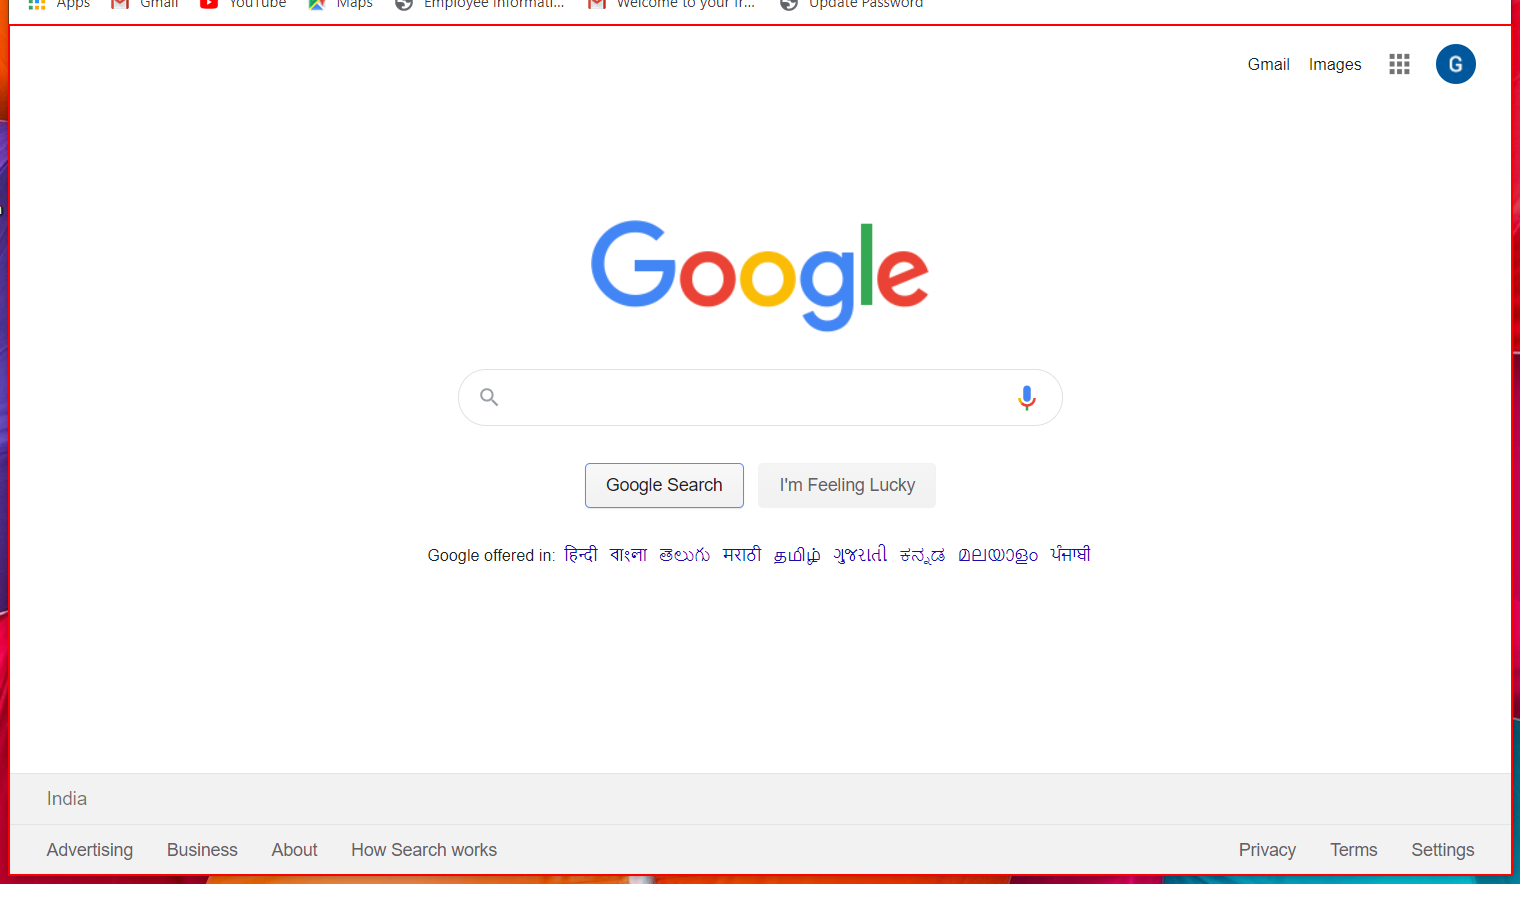 Apps Gmail YouTube Maps Employee Informati... Welcome to your fr... Update Password
Gmail Images G
Google
Google Search I'm Feeling Lucky
Google offered in: हिन्दी বাংলা తెలుగు मराठी தமிழ் ગુજરાતી ಕನ್ನಡ മലയാളം ਪੰਜਾਬੀ
India
Advertising Business About How Search works Privacy Terms Settings